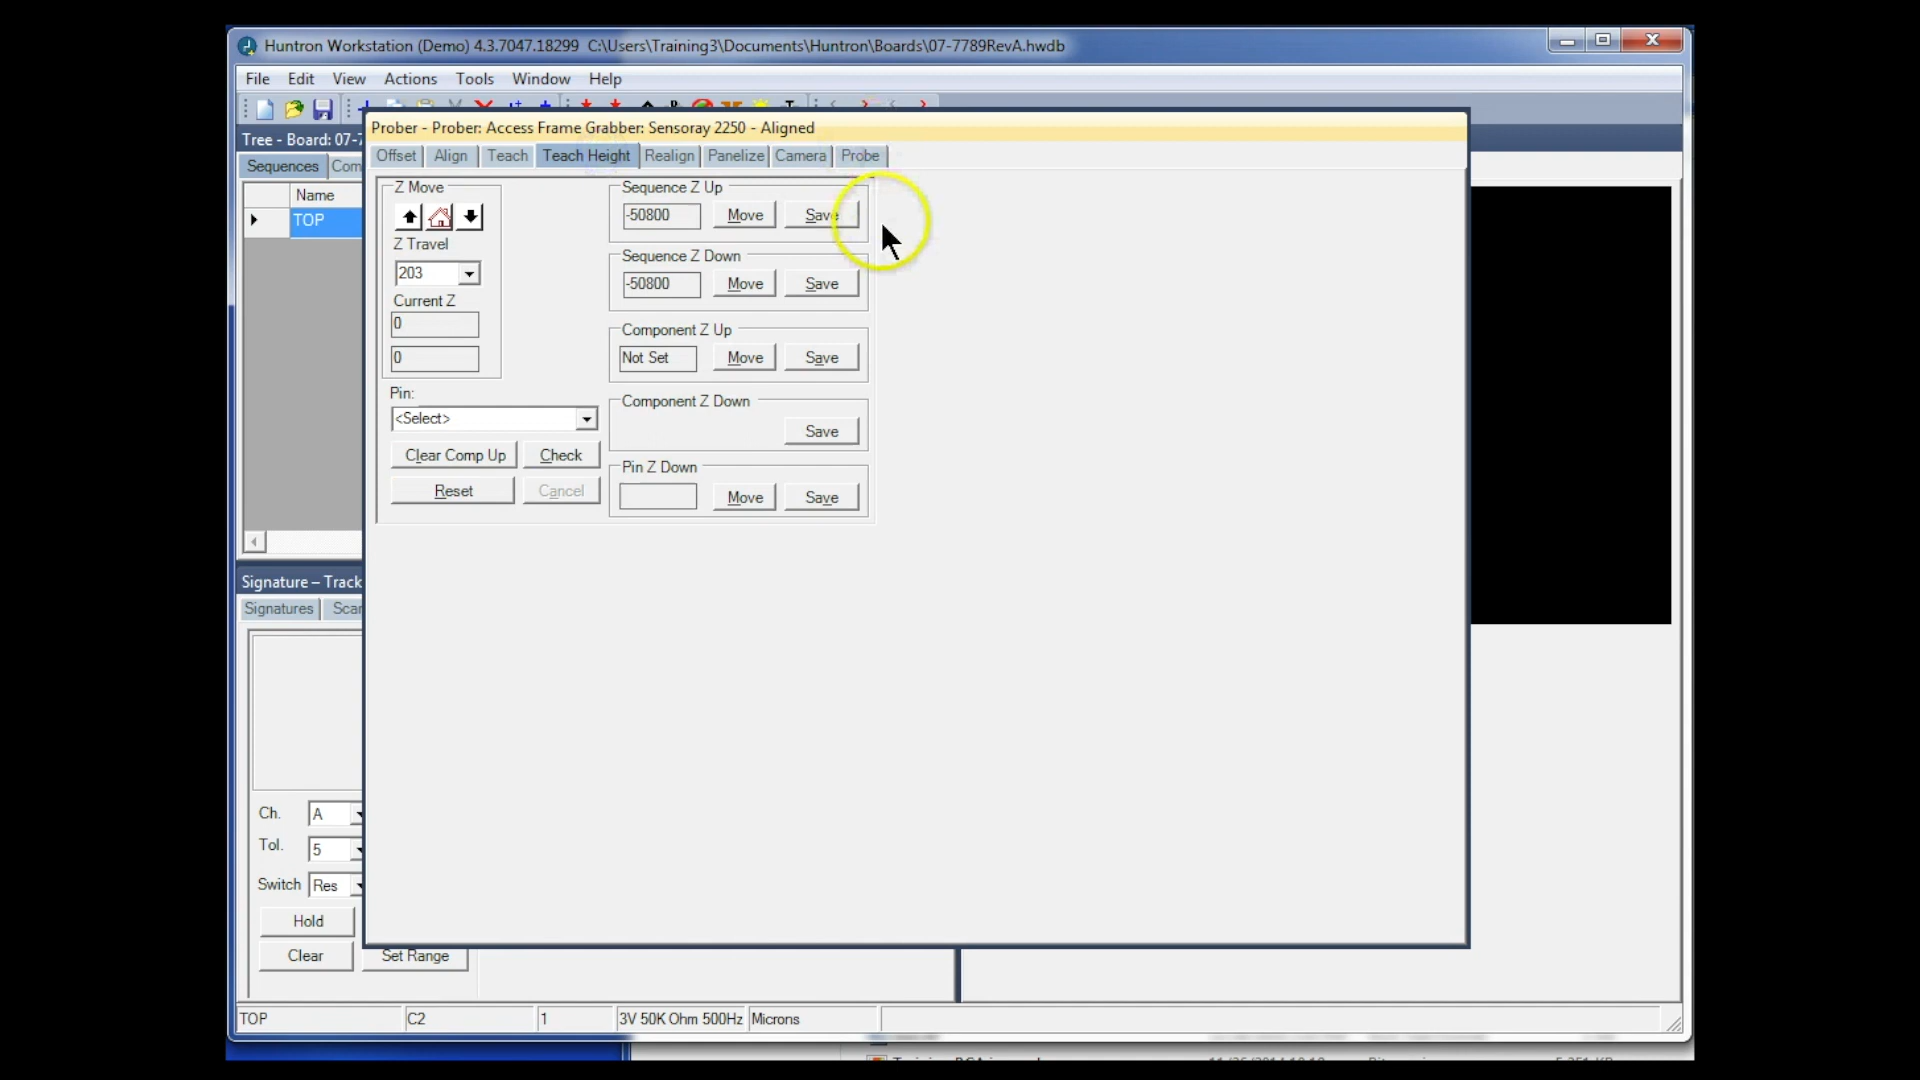 Huntron Workstation (Demo) 4.3.7047.18299 C:\Users\Training3\Documents\Huntron\Boards\07-7789RevA.hwdb
File Edit View Actions Tools Window Help
Tree - Board: 07-7
Prober - Prober: Access Frame Grabber: Sensoray 2250 - Aligned
Sequences Com
Offset Align Teach Teach Height Realign Panelize Camera Probe
Name
TOP
Z Move
Z Travel
203
Current Z
0
0
Pin:
<Select>
Clear Comp Up Check
Reset Cancel
Sequence Z Up
-50800 Move Save
Sequence Z Down
-50800 Move Save
Component Z Up
Not Set Move Save
Component Z Down
Save
Pin Z Down
Move Save
Signature – Track
Signatures Scan
Ch. A
Tol. 5
Switch Res
Hold
Clear Set Range
TOP C2 1 3V 50K Ohm 500Hz Microns